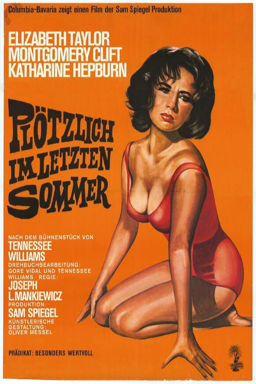 Columbia-Bavaria zeigt einen Film der Sam Spiegel Produktion
ELIZABETH TAYLOR
MONTGOMERY CLIFT
KATHARINE HEPBURN
PLÖTZLICH
IM LETZTEN
SOMMER
NACH DEM BÜHNENSTÜCK VON
TENNESSEE
WILLIAMS
DREHBUCHBEARBEITUNG:
GORE VIDAL UND TENNESSEE
WILLIAMS · REGIE:
JOSEPH
L. MANKIEWICZ
PRODUKTION:
SAM SPIEGEL
KÜNSTLERISCHE
GESTALTUNG:
OLIVER MESSEL
PRÄDIKAT: BESONDERS WERTVOLL